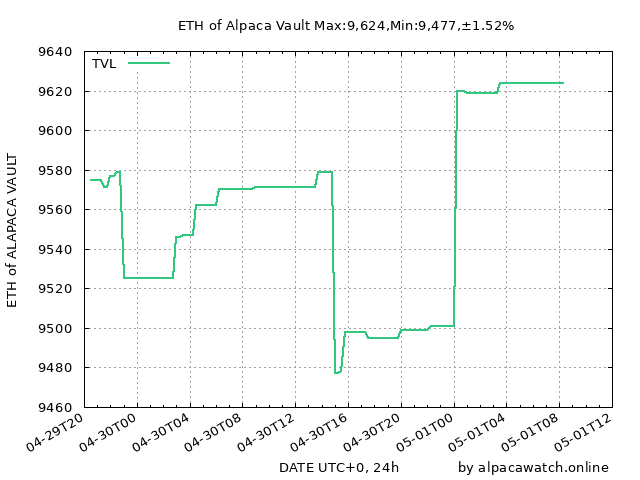 ETH of Alpaca Vault Max:9,624,Min:9,477,±1.52%
TVL
9640
9620
9600
9580
9560
9540
9520
9500
9480
9460
ETH of ALAPACA VAULT
04-29T20
04-30T00
04-30T04
04-30T08
04-30T12
04-30T16
04-30T20
05-01T00
05-01T04
05-01T08
05-01T12
DATE UTC+0, 24h
by alpacawatch.online